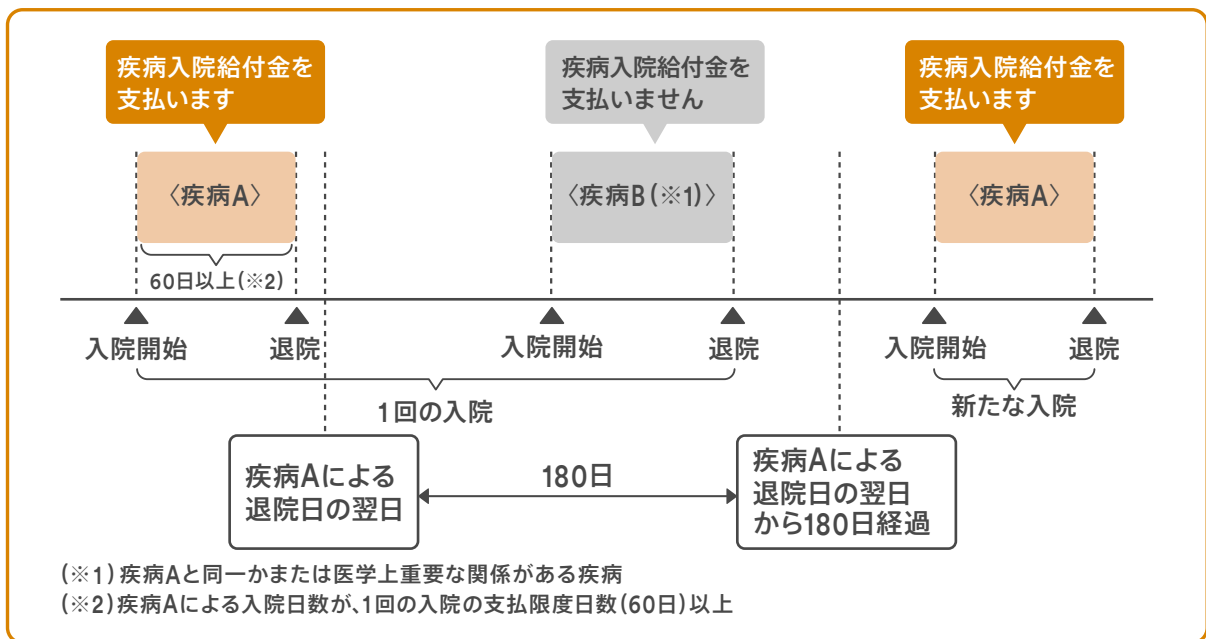 疾病入院給付金を
支払います
疾病入院給付金を
支払いません
疾病入院給付金を
支払います
〈疾病A〉
〈疾病B(※1)〉
〈疾病A〉
60日以上(※2)
入院開始
退院
入院開始
退院
入院開始
退院
1回の入院
新たな入院
疾病Aによる
退院日の翌日
180日
疾病Aによる
退院日の翌日
から180日経過
(※1)疾病Aと同一かまたは医学上重要な関係がある疾病
(※2)疾病Aによる入院日数が、1回の入院の支払限度日数(60日)以上